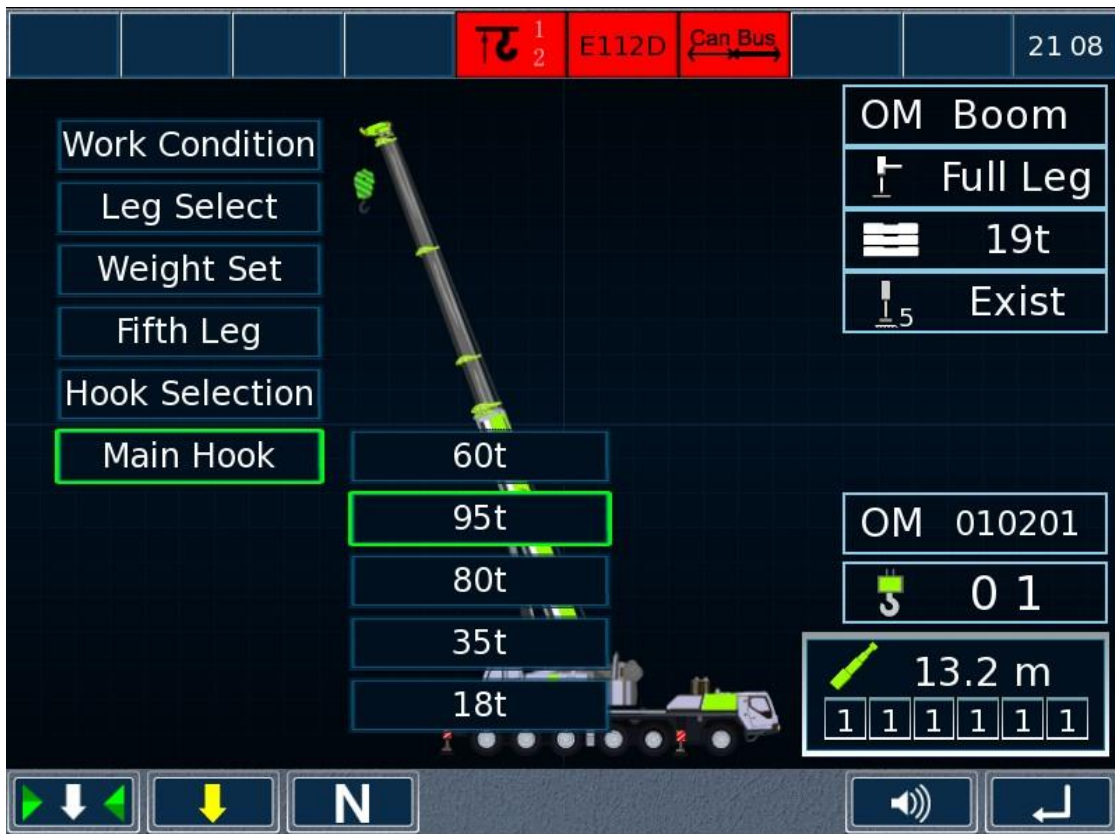 1
2
E112D
Can Bus
21 08
Work Condition
Leg Select
Weight Set
Fifth Leg
Hook Selection
Main Hook
60t
95t
80t
35t
18t
OM Boom
Full Leg
19t
5 Exist
OM 010201
0 1
13.2 m
1 1 1 1 1 1
N